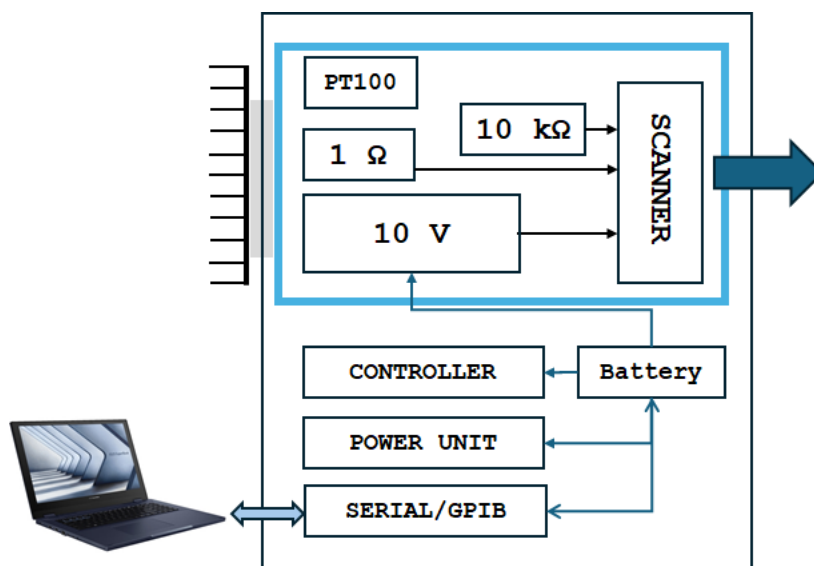 PT100
10 kΩ
1 Ω
SCANNER
10 V
CONTROLLER
Battery
POWER UNIT
SERIAL/GPIB